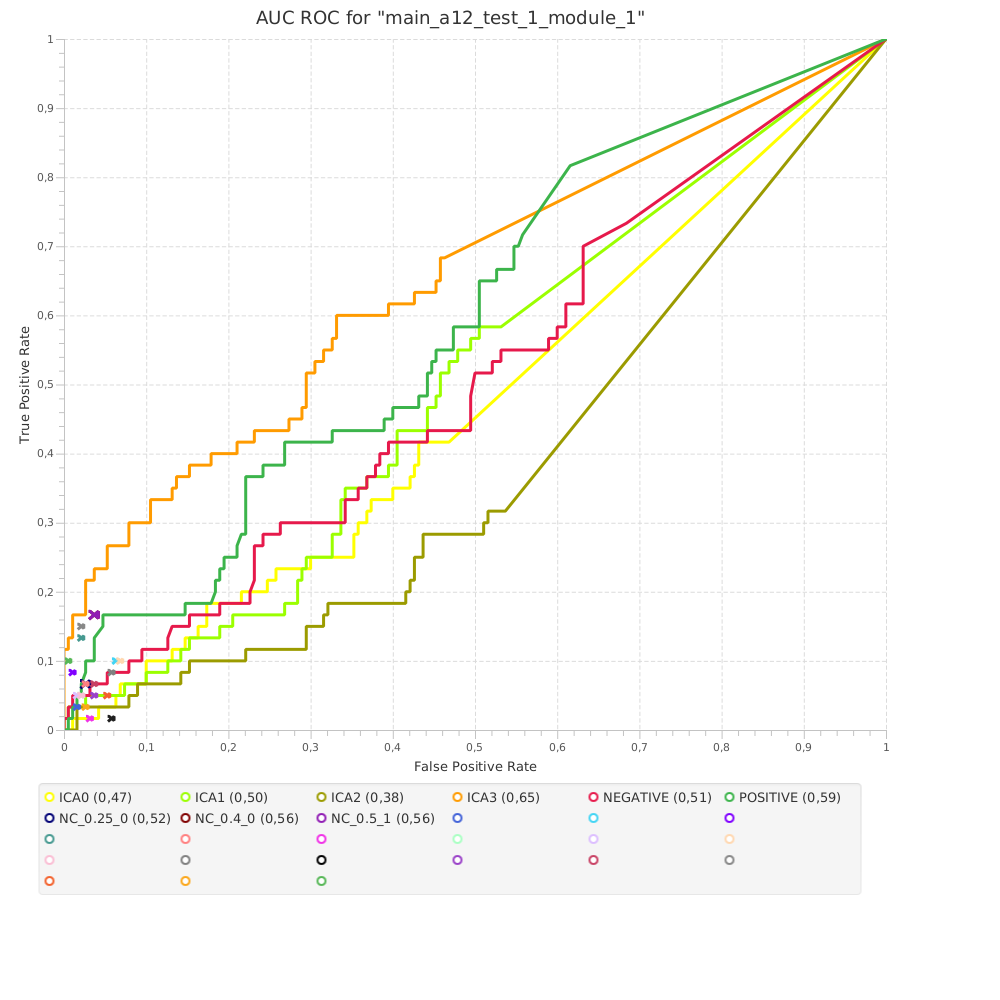 AUC ROC for "main_a12_test_1_module_1"
1
0,9
0,8
0,7
0,6
0,5
0,4
0,3
0,2
0,1
0
True Positive Rate
0 0,1 0,2 0,3 0,4 0,5 0,6 0,7 0,8 0,9 1
False Positive Rate
ICA0 (0,47) ICA1 (0,50) ICA2 (0,38) ICA3 (0,65) NEGATIVE (0,51) POSITIVE (0,59)
NC_0.25_0 (0,52) NC_0.4_0 (0,56) NC_0.5_1 (0,56)